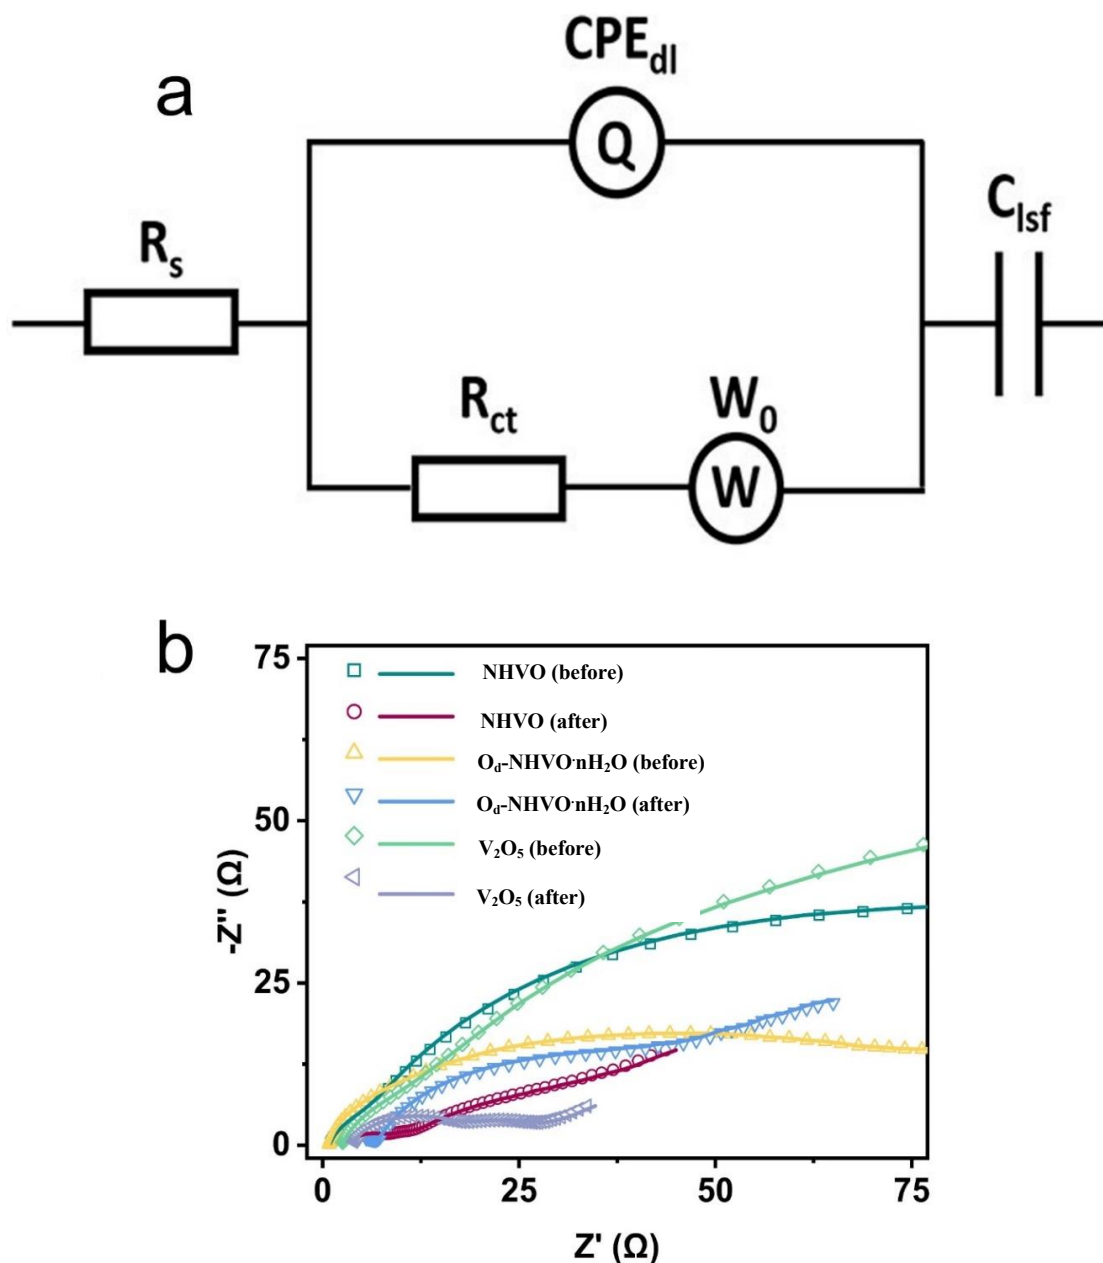 a
CPEdl
Q
Rs
Clsf
Rct
W0
W
b
75
50
25
0
-Z'' (Ω)
NHVO (before)
NHVO (after)
Od-NHVO·nH2O (before)
Od-NHVO·nH2O (after)
V2O5 (before)
V2O5 (after)
0 25 50 75
Z' (Ω)